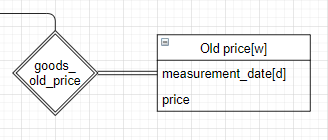 goods_
old_price
Old price[w]
measurement_date[d]
price